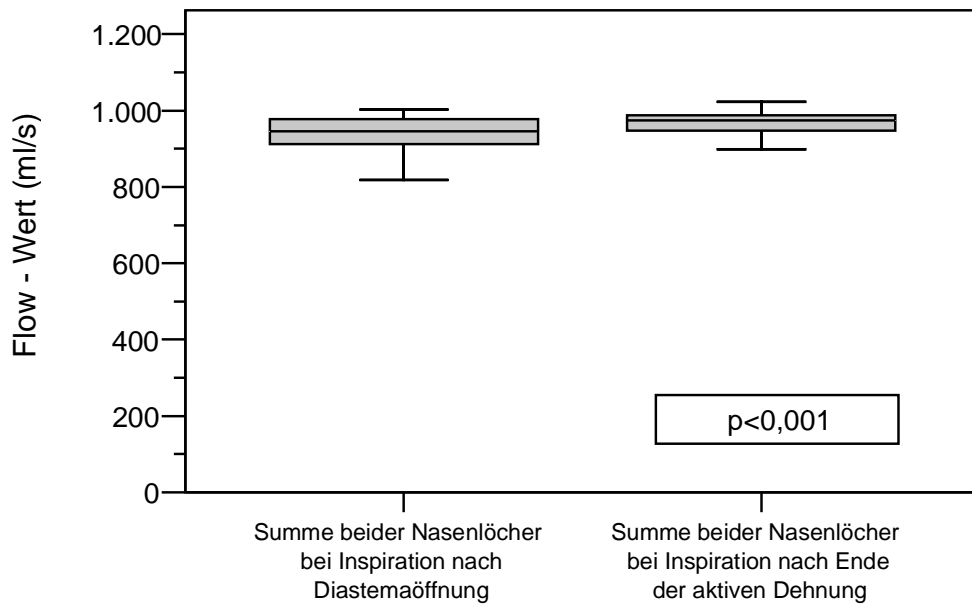 Flow - Wert (ml/s)
1.200
1.000
800
600
400
200
0
p<0,001
Summe beider Nasenlöcher
bei Inspiration nach
Diastemaöffnung
Summe beider Nasenlöcher
bei Inspiration nach Ende
der aktiven Dehnung